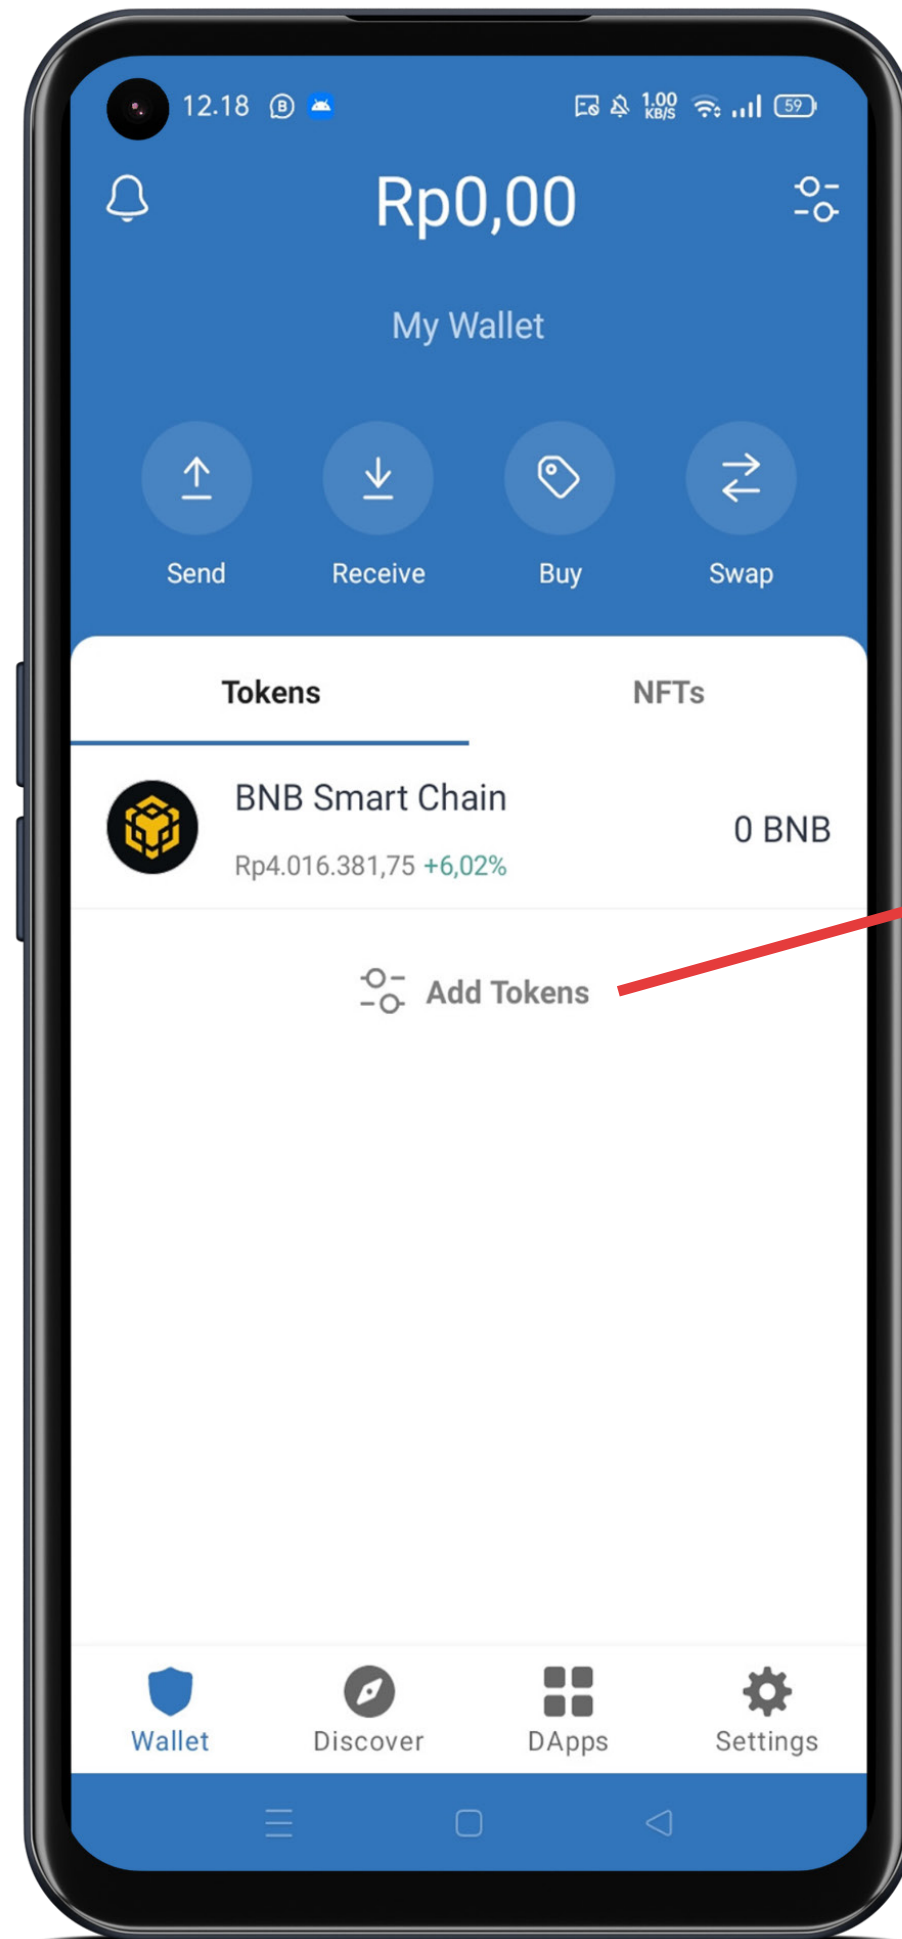 12.18 B 1.00 KB/S 59
Rp0,00
My Wallet
Send Receive Buy Swap
Tokens NFTs
BNB Smart Chain
0 BNB
Rp4.016.381,75 +6,02%
Add Tokens
Wallet Discover DApps Settings